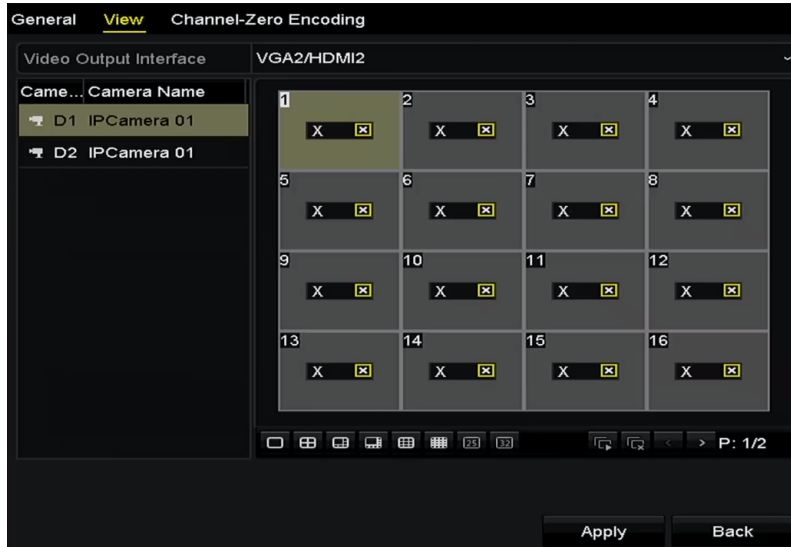 General View Channel-Zero Encoding
Video Output Interface VGA2/HDMI2
Came... Camera Name
D1 IPCamera 01
D2 IPCamera 01
1 2 3 4
X X X X
5 6 7 8
X X X X
9 10 11 12
X X X X
13 14 15 16
X X X X
25 32 P: 1/2
Apply Back